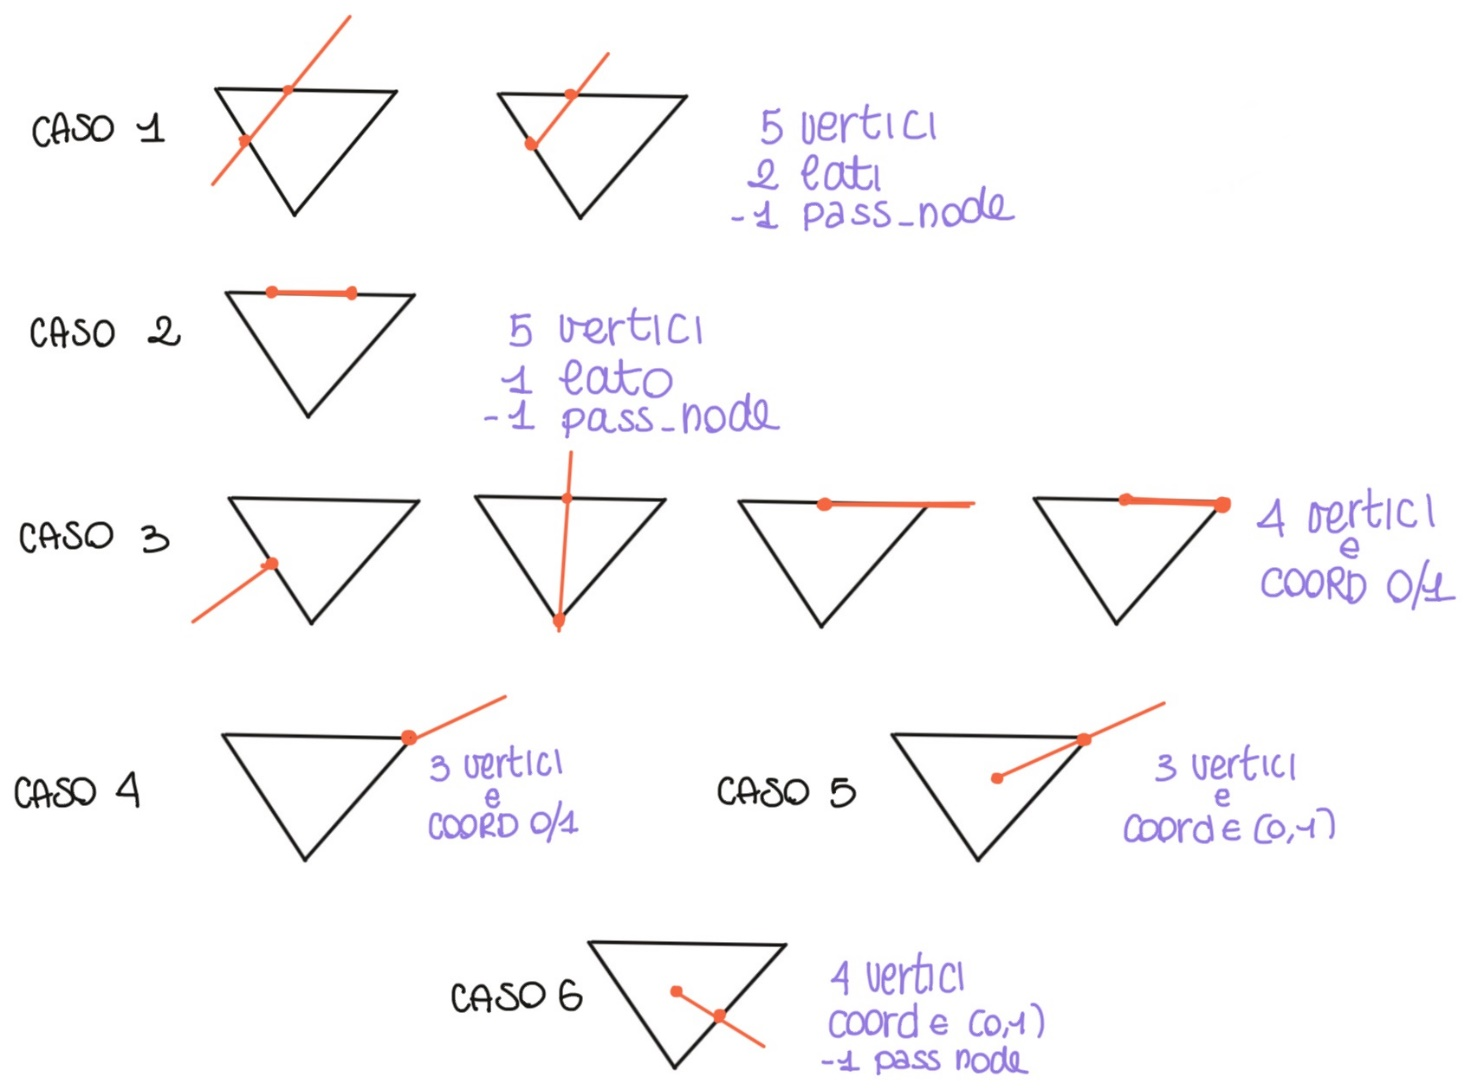 CASO 1
5 vertici
2 lati
-1 pass_node
CASO 2
5 vertici
1 lato
-1 pass_node
CASO 3
4 vertici
e
COORD 0/1
CASO 4
3 vertici
e
COORD 0/1
CASO 5
3 vertici
e
coord ∈ (0,1)
CASO 6
4 vertici
coord ∈ (0,1)
-1 pass node